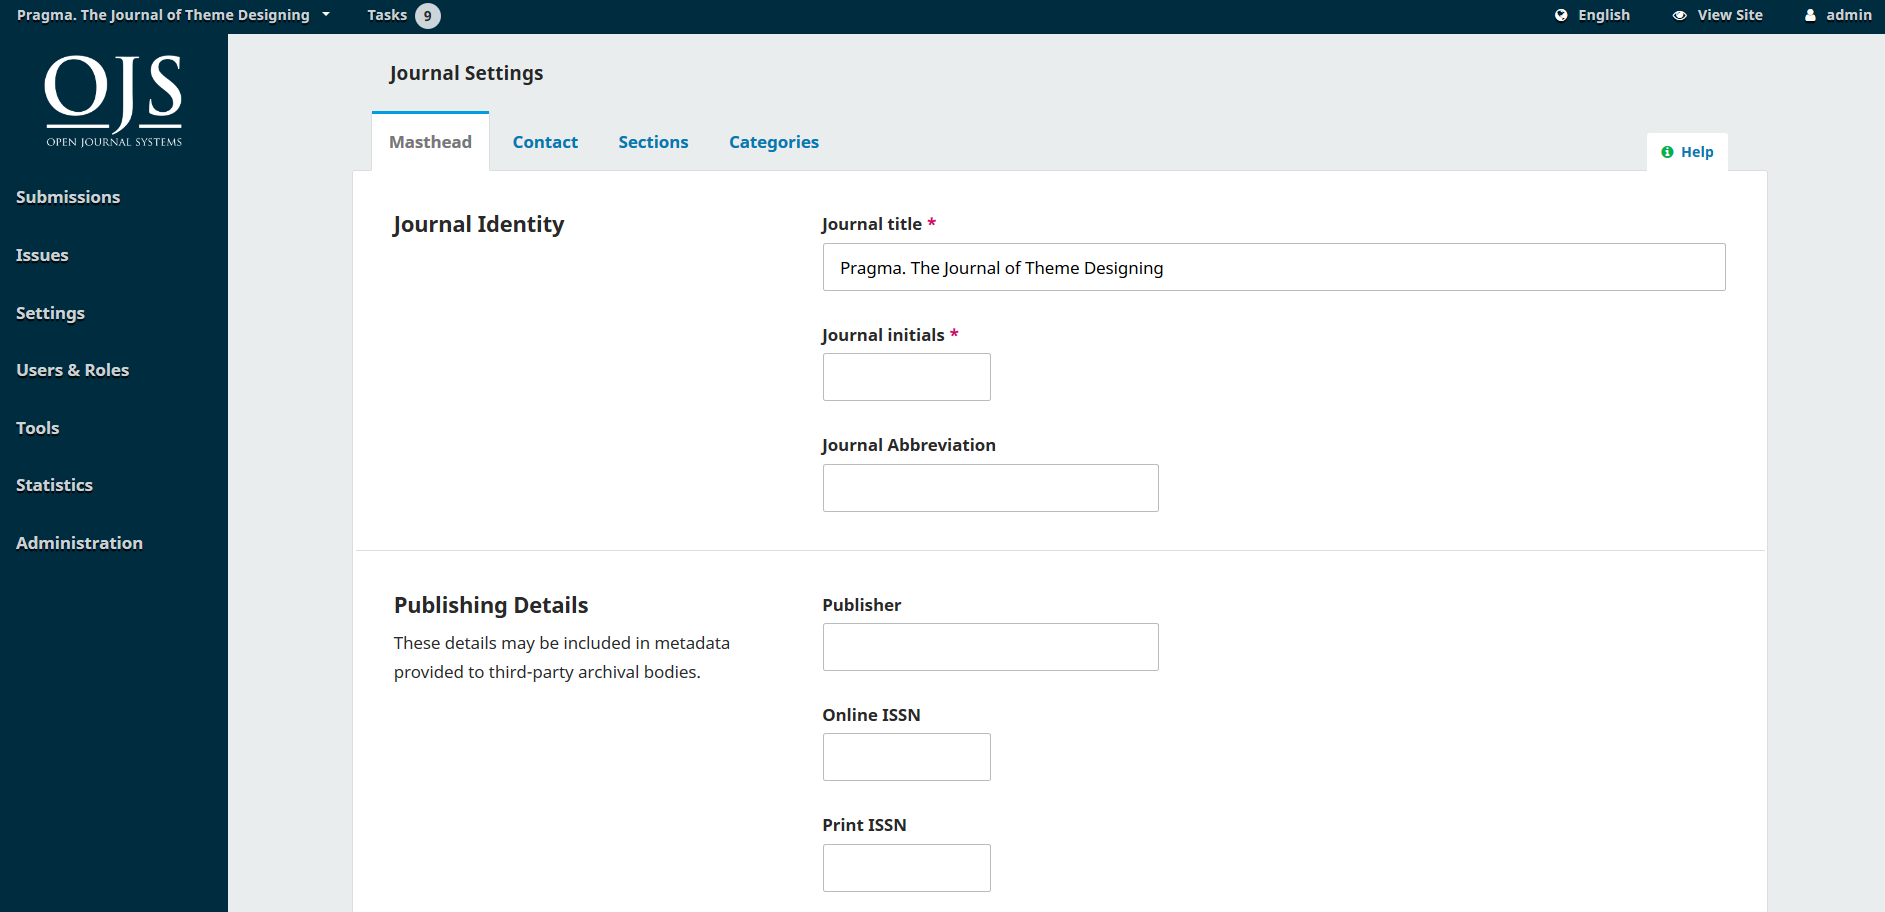 Pragma. The Journal of Theme Designing Tasks 9 English View Site admin
OJS
OPEN JOURNAL SYSTEMS
Submissions
Issues
Settings
Users & Roles
Tools
Statistics
Administration
Journal Settings
Masthead Contact Sections Categories
Help
Journal Identity
Journal title *
Pragma. The Journal of Theme Designing
Journal initials *
Journal Abbreviation
Publishing Details
These details may be included in metadata
provided to third-party archival bodies.
Publisher
Online ISSN
Print ISSN